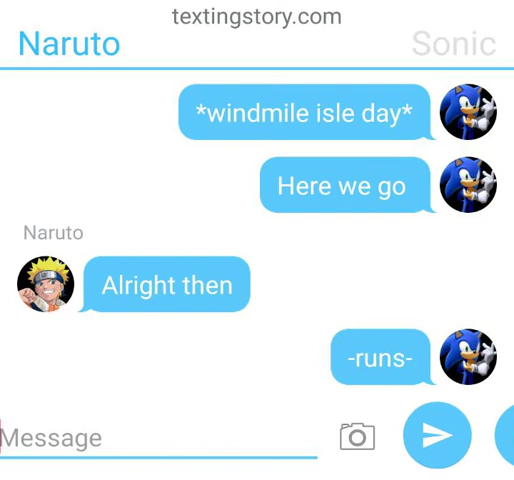 textingstory.com
Naruto
Sonic
*windmile isle day*
Here we go
Naruto
Alright then
-runs-
Message